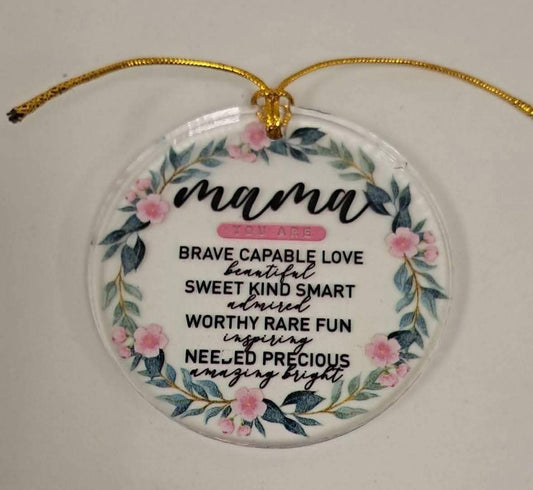 mama
YOU ARE
BRAVE CAPABLE LOVE
beautiful
SWEET KIND SMART
admired
WORTHY RARE FUN
inspiring
NEEDED PRECIOUS
amazing bright